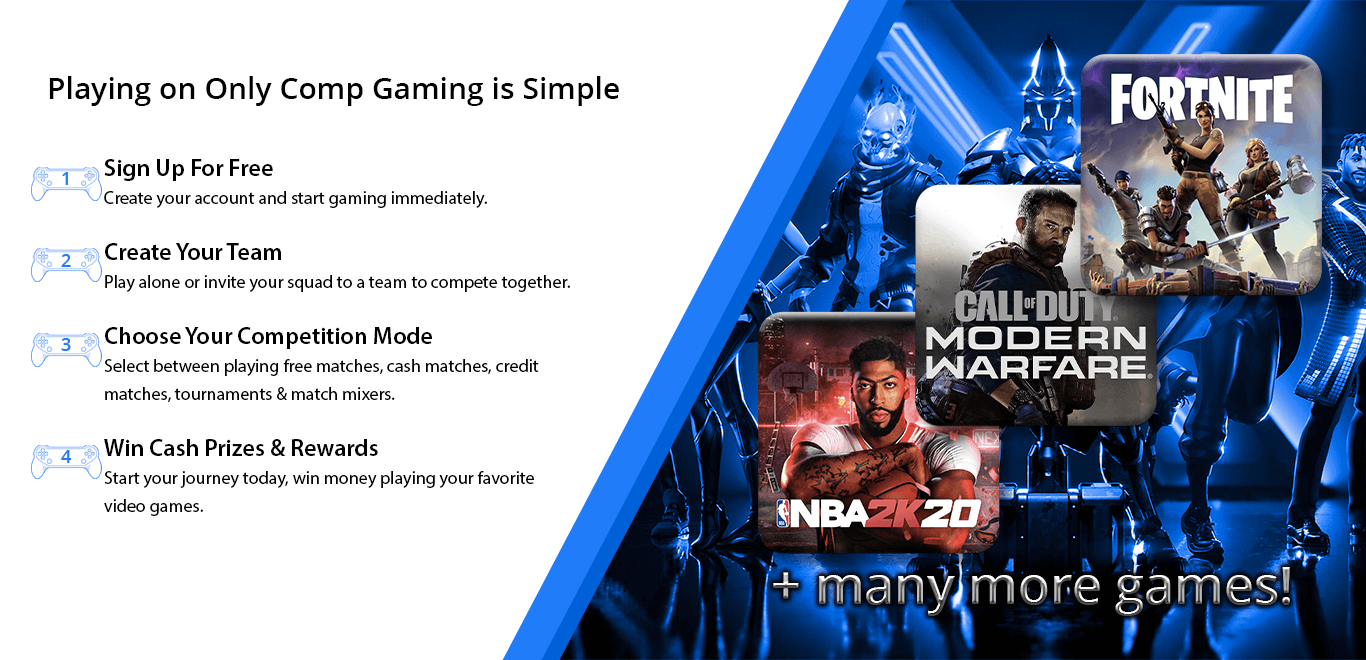 Playing on Only Comp Gaming is Simple
1
Sign Up For Free
Create your account and start gaming immediately.
2
Create Your Team
Play alone or invite your squad to a team to compete together.
3
Choose Your Competition Mode
Select between playing free matches, cash matches, credit
matches, tournaments & match mixers.
4
Win Cash Prizes & Rewards
Start your journey today, win money playing your favorite
video games.
FORTNITE
CALL OF DUTY®
MODERN
WARFARE®
NBA 2K20
+ many more games!